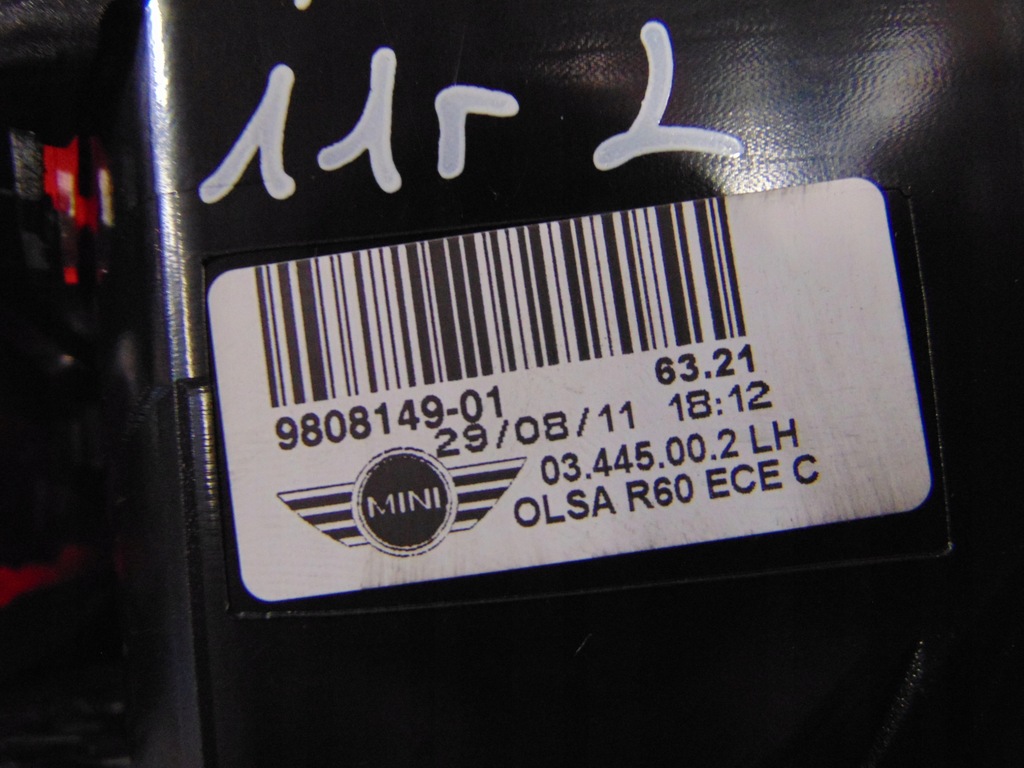 11r L
63.21
9808149-01
29/08/11 18:12
03.445.00.2 LH
MINI
OLSA R60 ECE C